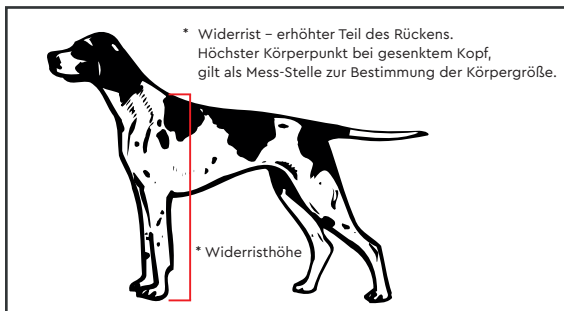 * Widerrist – erhöhter Teil des Rückens.
Höchster Körperpunkt bei gesenktem Kopf,
gilt als Mess-Stelle zur Bestimmung der Körpergröße.
* Widerristhöhe